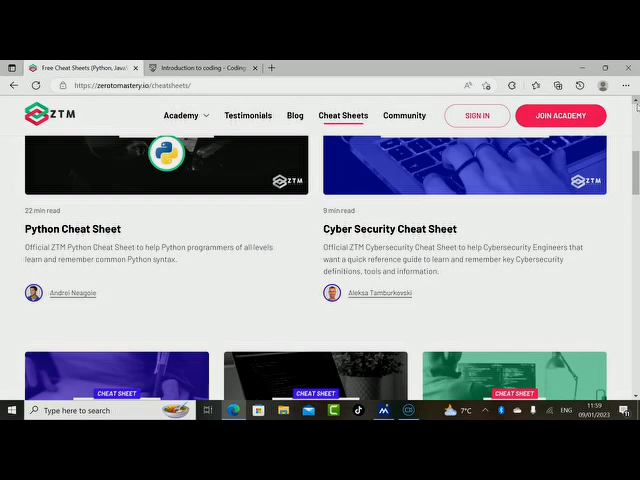 Free Cheat Sheets (Python, JavaS
Introduction to coding - Coding
https://zerotomastery.io/cheatsheets/
ZTM
Academy
Testimonials
Blog
Cheat Sheets
Community
SIGN IN
JOIN ACADEMY
ZTM
ZTM
22 min read
9 min read
Python Cheat Sheet
Cyber Security Cheat Sheet
Official ZTM Python Cheat Sheet to help Python programmers of all levels
learn and remember common Python syntax.
Official ZTM Cybersecurity Cheat Sheet to help Cybersecurity Engineers that
want a quick reference guide to learn and remember key Cybersecurity
definitions, tools and information.
Andrei Neagoie
Aleksa Tamburkovski
CHEAT SHEET
CHEAT SHEET
CHEAT SHEET
Type here to search
7°C
ENG
11:59
09/01/2023